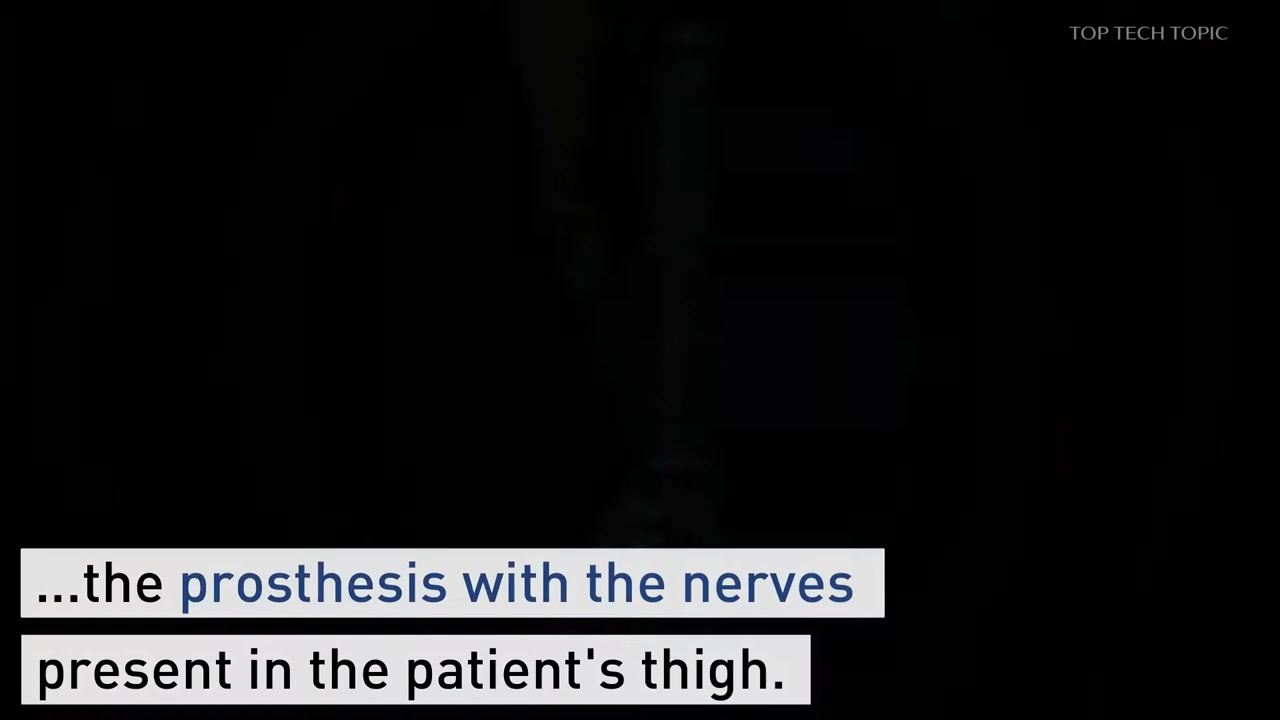 TOP TECH TOPIC
...the prosthesis with the nerves
present in the patient's thigh.